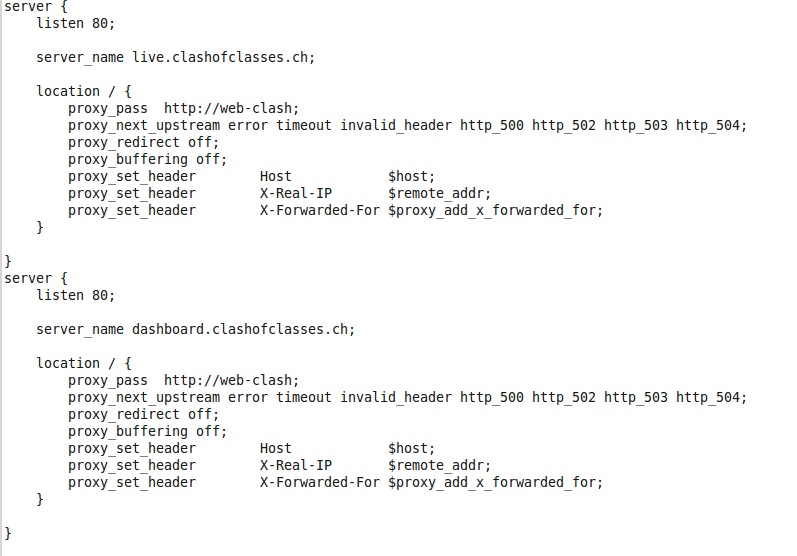 server {
    listen 80;
    server_name live.clashofclasses.ch;
    location / {
        proxy_pass  http://web-clash;
        proxy_next_upstream error timeout invalid_header http_500 http_502 http_503 http_504;
        proxy_redirect off;
        proxy_buffering off;
        proxy_set_header        Host            $host;
        proxy_set_header        X-Real-IP       $remote_addr;
        proxy_set_header        X-Forwarded-For $proxy_add_x_forwarded_for;
    }
}
server {
    listen 80;
    server_name dashboard.clashofclasses.ch;
    location / {
        proxy_pass  http://web-clash;
        proxy_next_upstream error timeout invalid_header http_500 http_502 http_503 http_504;
        proxy_redirect off;
        proxy_buffering off;
        proxy_set_header        Host            $host;
        proxy_set_header        X-Real-IP       $remote_addr;
        proxy_set_header        X-Forwarded-For $proxy_add_x_forwarded_for;
    }
}